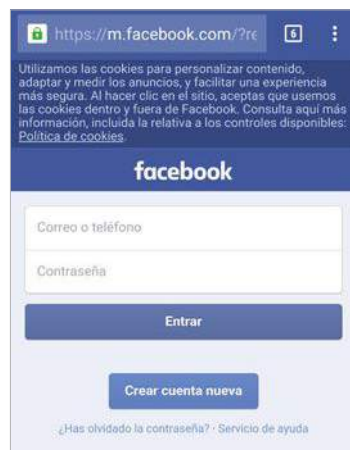 https://m.facebook.com/?re 6
Utilizamos las cookies para personalizar contenido,
adaptar y medir los anuncios, y facilitar una experiencia
más segura. Al hacer clic en el sitio, aceptas que usemos
las cookies dentro y fuera de Facebook. Consulta aquí más
información, incluida la relativa a los controles disponibles:
Política de cookies.
facebook
Correo o teléfono
Contraseña
Entrar
Crear cuenta nueva
¿Has olvidado la contraseña? · Servicio de ayuda